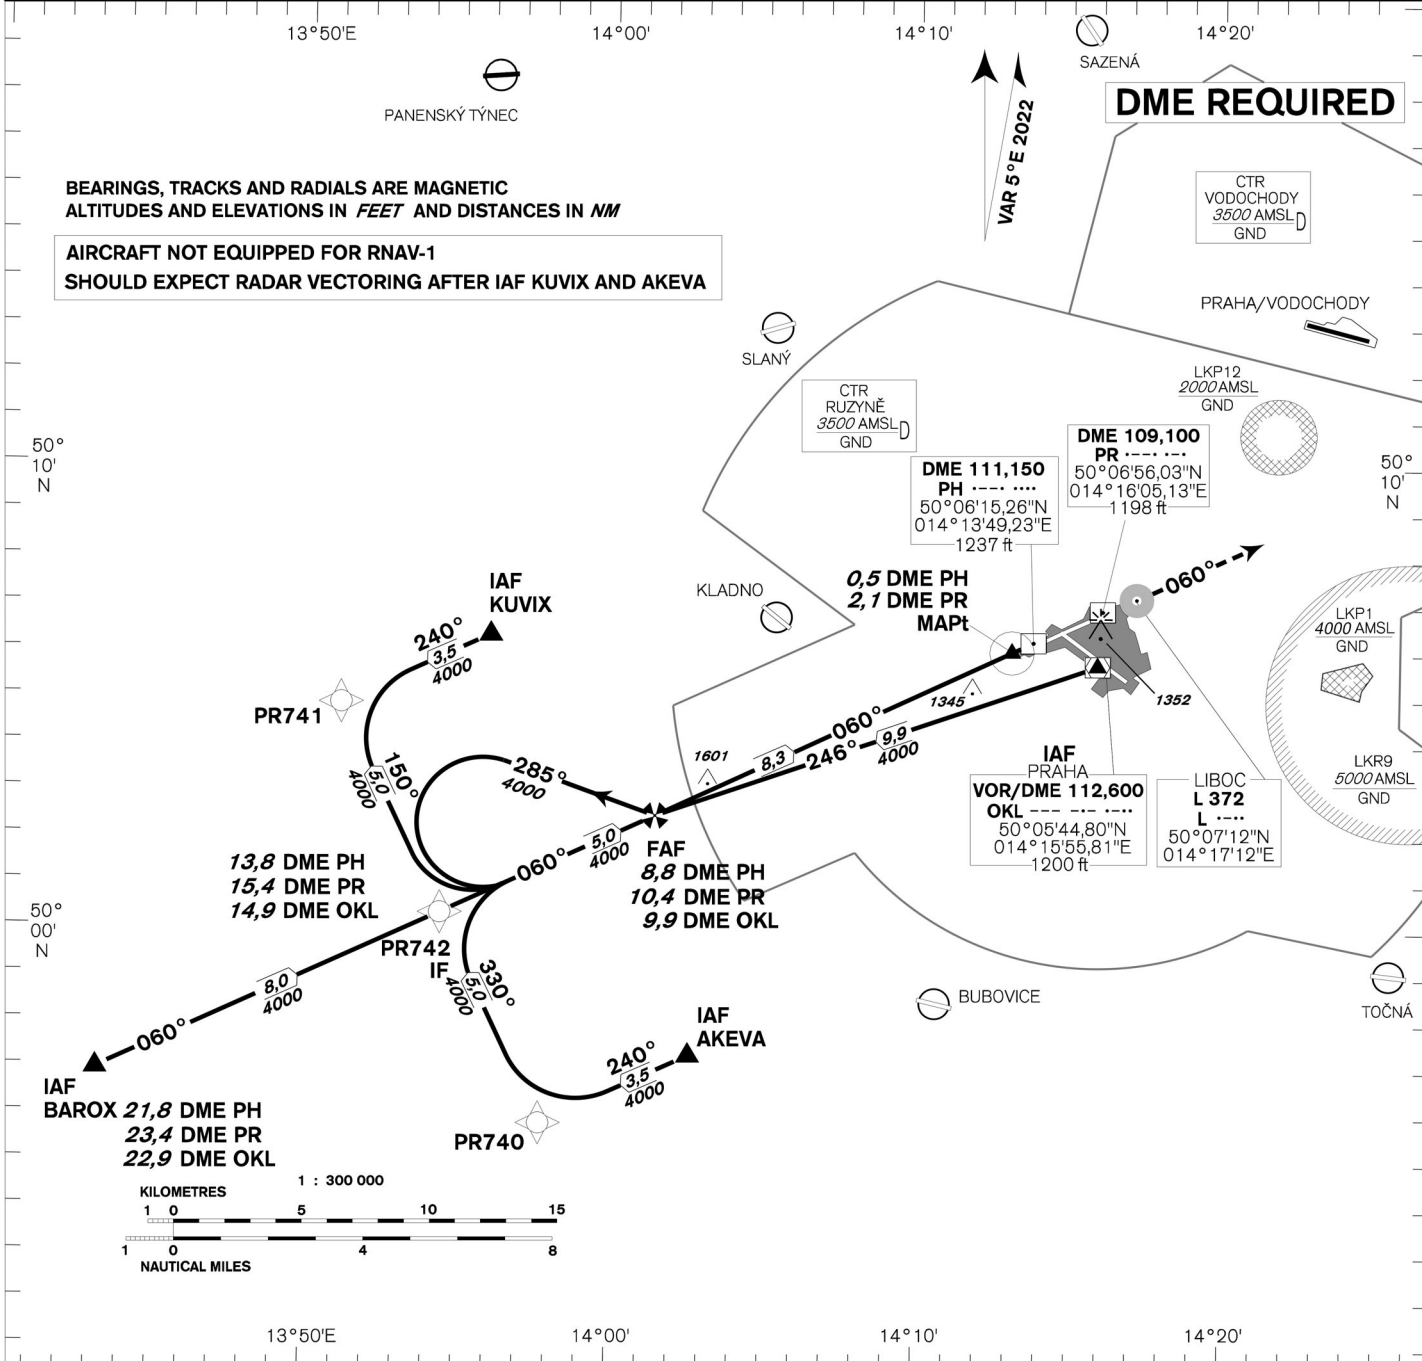 13°50'E
14°00'
14°10'
14°20'
SAZENÁ
PANENSKÝ TÝNEC
DME REQUIRED
VAR 5°E 2022
BEARINGS, TRACKS AND RADIALS ARE MAGNETIC
ALTITUDES AND ELEVATIONS IN FEET AND DISTANCES IN NM
AIRCRAFT NOT EQUIPPED FOR RNAV-1
SHOULD EXPECT RADAR VECTORING AFTER IAF KUVIX AND AKEVA
CTR
VODOCHODY
3500 AMSL
GND
D
PRAHA/VODOCHODY
SLANÝ
CTR
RUZYNĚ
3500 AMSL
GND
D
LKP12
2000 AMSL
GND
50°
10'
N
50°
10'
N
DME 109,100
PR ·--· ·-·
50°06'56,03"N
014°16'05,13"E
1198 ft
DME 111,150
PH ·--· ····
50°06'15,26"N
014°13'49,23"E
1237 ft
0,5 DME PH
2,1 DME PR
MAPt
KLADNO
060°
IAF
KUVIX
240°
3,5
4000
LKP1
4000 AMSL
GND
PR741
1345
1352
060°
8,3
246°
9,9
4000
1601
150°
5,0
4000
285°
4000
IAF
PRAHA
VOR/DME 112,600
OKL --- -·- ·-··
50°05'44,80"N
014°15'55,81"E
1200 ft
LIBOC
L 372
L ·-··
50°07'12"N
014°17'12"E
LKR9
5000 AMSL
GND
060°
5,0
4000
FAF
8,8 DME PH
10,4 DME PR
9,9 DME OKL
13,8 DME PH
15,4 DME PR
14,9 DME OKL
50°
00'
N
PR742
IF
330°
5,0
4000
8,0
4000
060°
BUBOVICE
TOČNÁ
IAF
AKEVA
240°
3,5
4000
IAF
BAROX
21,8 DME PH
23,4 DME PR
22,9 DME OKL
PR740
1 : 300 000
KILOMETRES
1 0 5 10 15
1 0 4 8
NAUTICAL MILES
13°50'E
14°00'
14°10'
14°20'